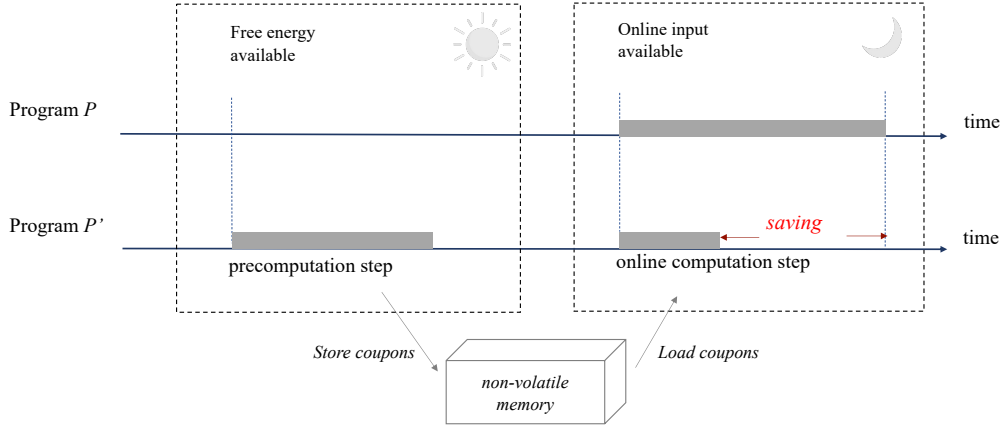 Free energy
available
Online input
available
Program P
time
Program P’
saving
time
precomputation step
online computation step
Store coupons
Load coupons
non-volatile
memory